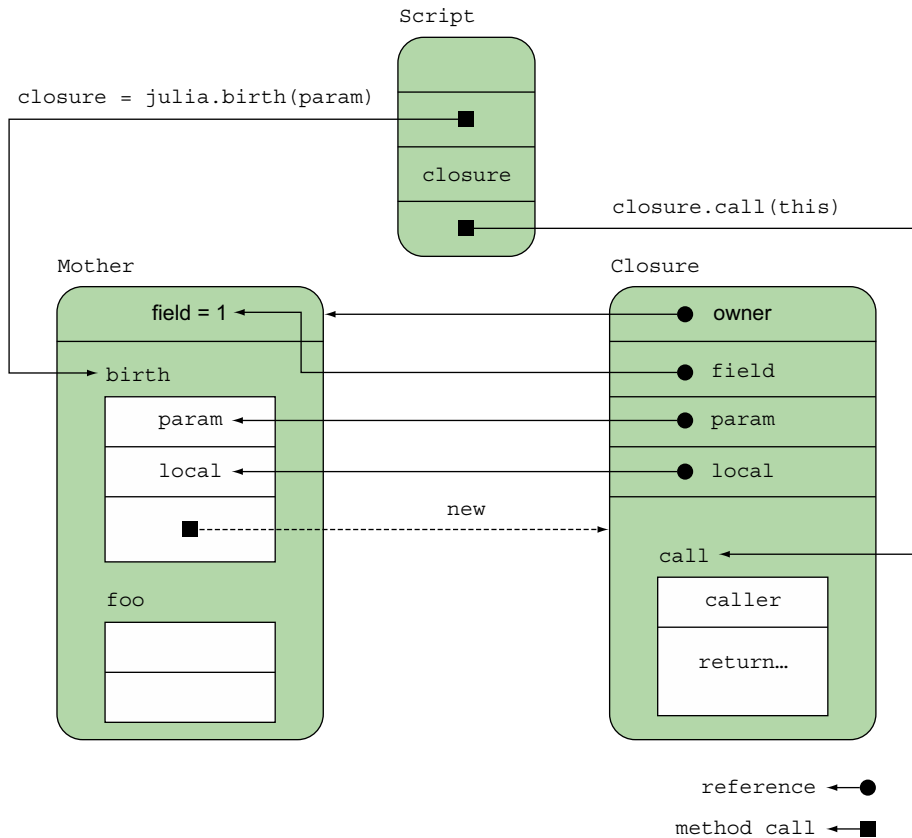 Script
closure = julia.birth(param)
closure
closure.call(this)
Mother
Closure
field = 1
owner
birth
field
param
param
local
local
new
call
foo
caller
return…
reference
method call